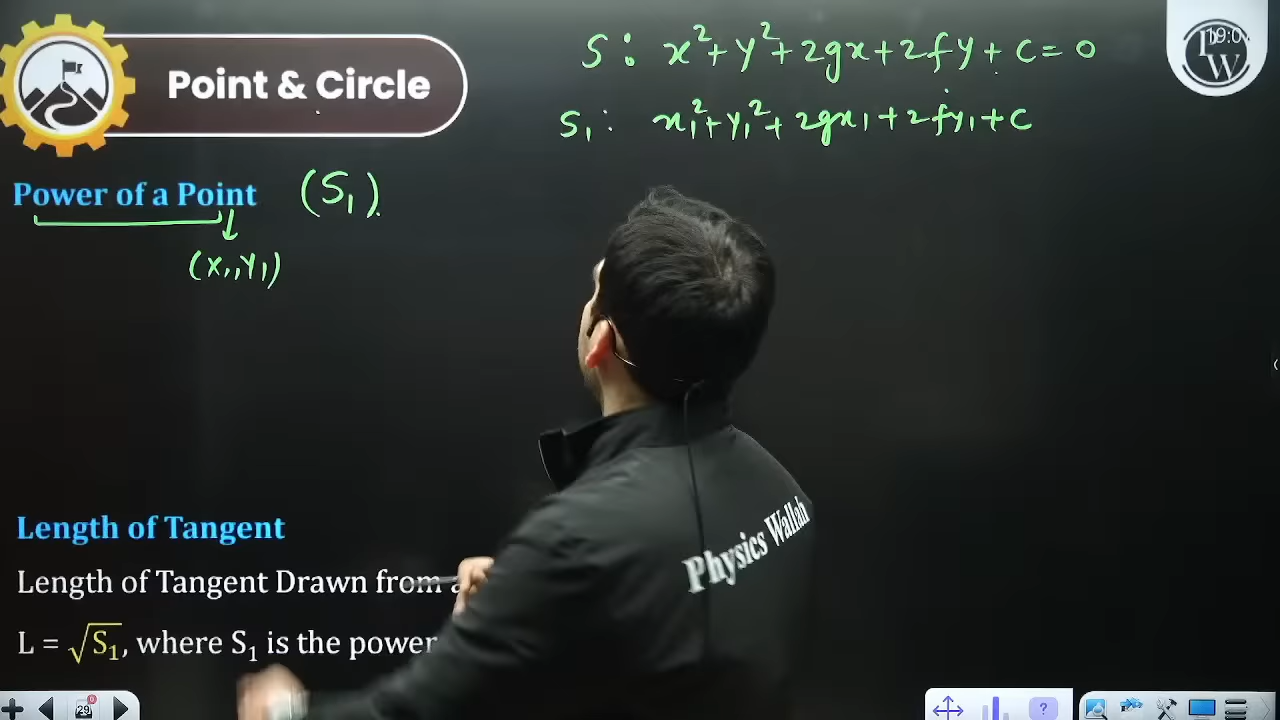 S : x²+y²+2gx+2fy+c=0
Point & Circle
S₁ : x₁²+y₁²+2gx₁+2fy₁+c
Power of a Point (S₁)
(x₁,y₁)
Physics Wallah
Length of Tangent
Length of Tangent Drawn from
L = √S₁, where S₁ is the power
29